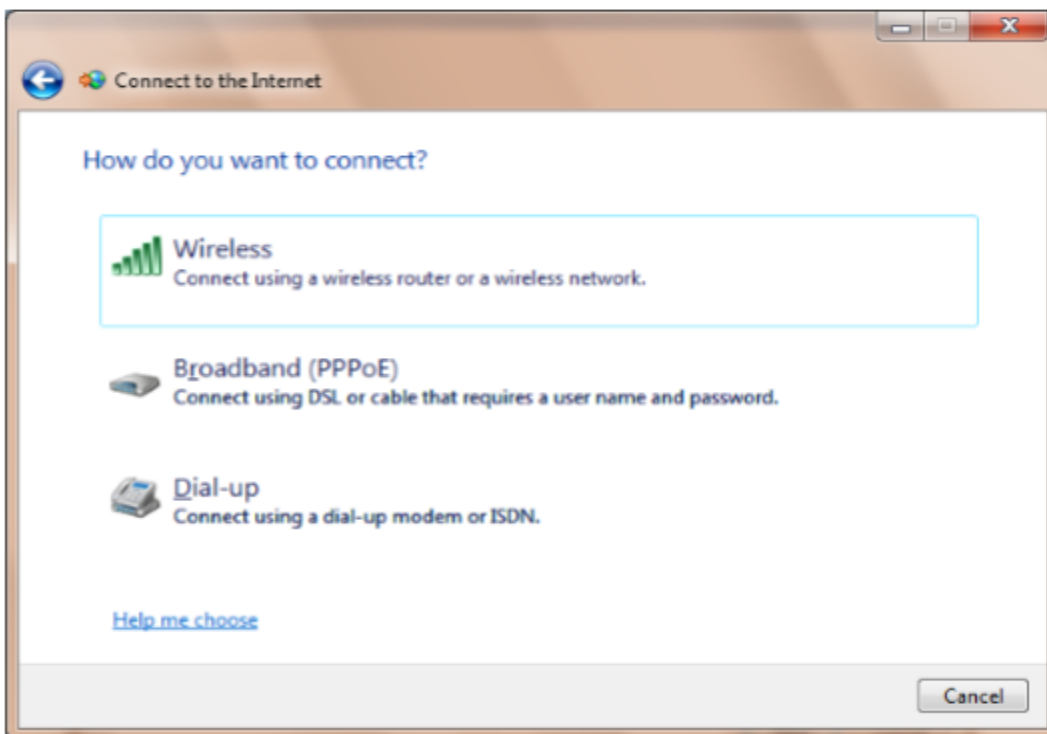 Connect to the Internet
How do you want to connect?
Wireless
Connect using a wireless router or a wireless network.
Broadband (PPPoE)
Connect using DSL or cable that requires a user name and password.
Dial-up
Connect using a dial-up modem or ISDN.
Help me choose
Cancel